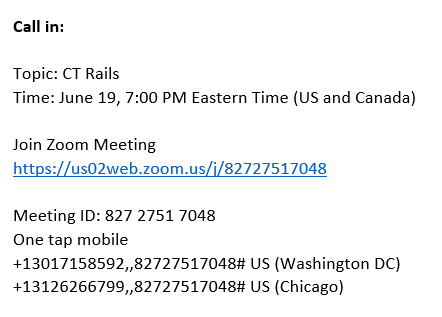 Call in:
Topic: CT Rails
Time: June 19, 7:00 PM Eastern Time (US and Canada)
Join Zoom Meeting
https://us02web.zoom.us/j/82727517048
Meeting ID: 827 2751 7048
One tap mobile
+13017158592,,82727517048# US (Washington DC)
+13126266799,,82727517048# US (Chicago)